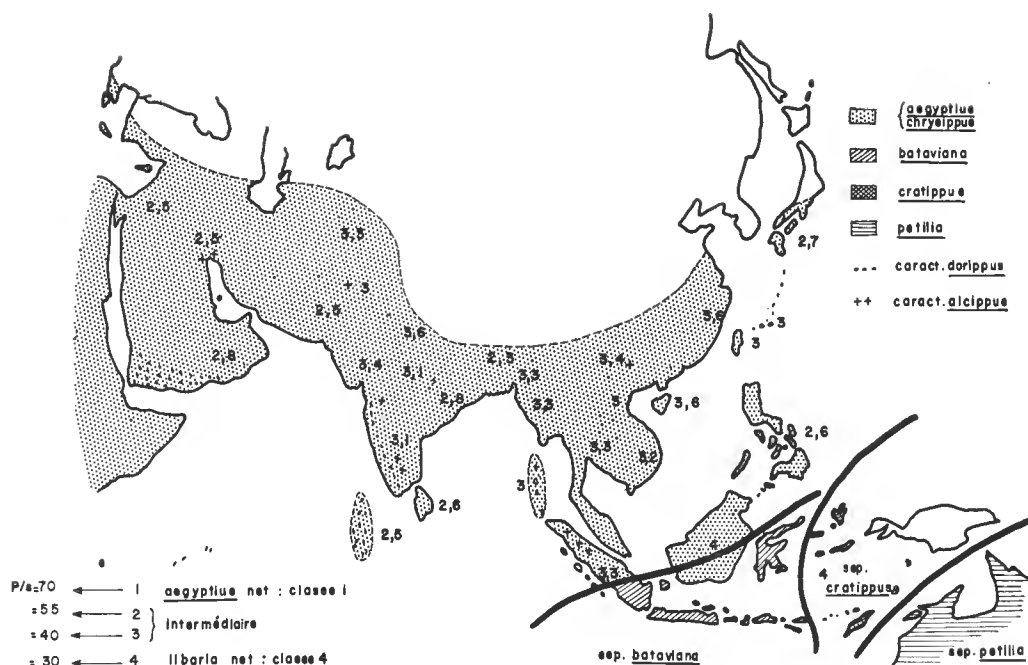 {aegyptius
chrysippus
bataviana
cratippus
petilia
caract. dorippus
caract. alcippus
2,5
2,5
3,5
2,7
+ 3
2,5
3,6
3,6
3
3
2,8
3,4
3,1
2,5
3,3
3,4
2,8
3,3
3
3,6
3,1
3,3
3,2
2,6
3
2,6
2,5
4
3,3
4
ssp.
cratippus
P/a=70 1 aegyptius net : classe 1
=55 2
=40 3 } Intermédiaire
=30 4 libaria net : classe 4
ssp. bataviana
ssp. petilia